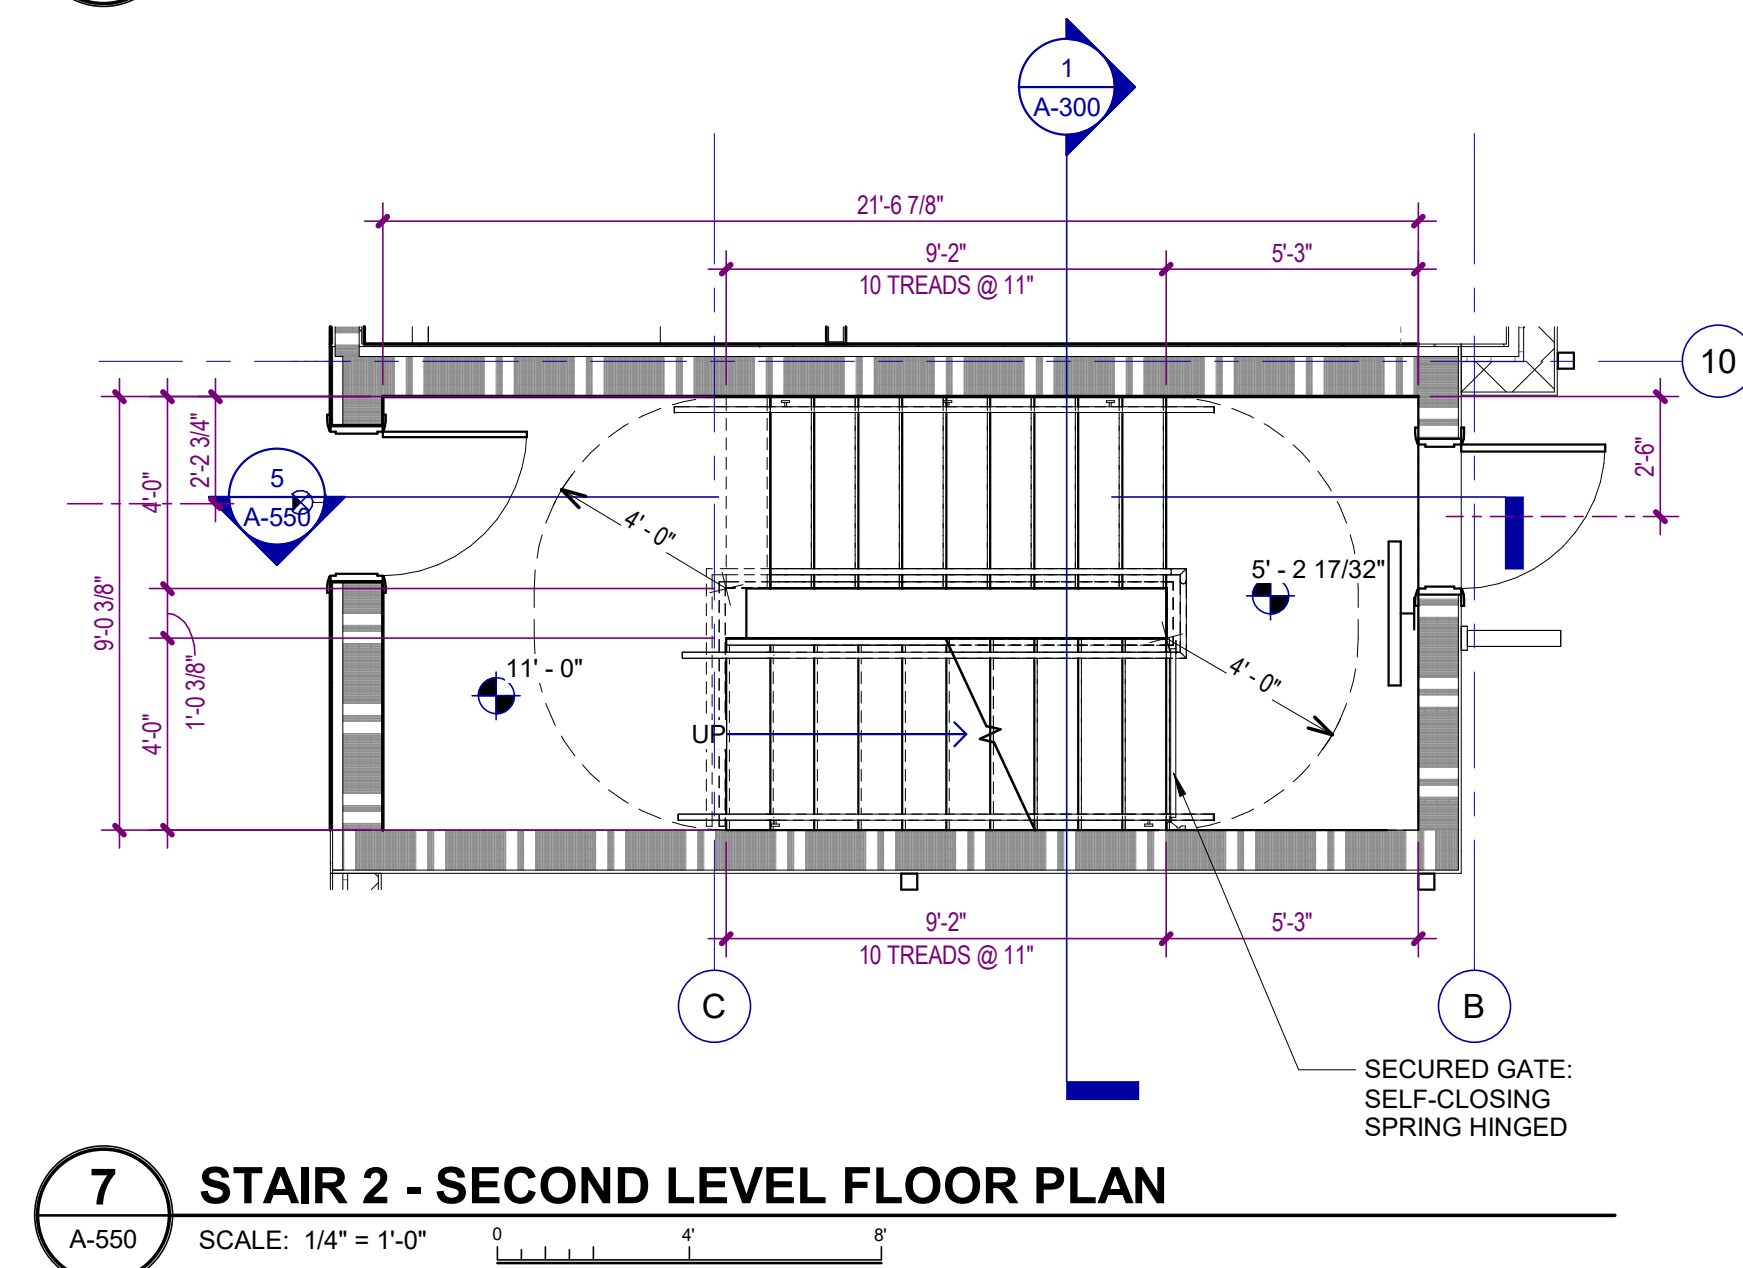 1
A-300
21'-6 7/8"
9'-2"
5'-3"
10 TREADS @ 11"
10
2'-2 3/4"
4'-0"
2'-6"
5
A-550
4'- 0"
9'-0 3/8"
5' - 2 17/32"
11' - 0"
1'-0 3/8"
4'- 0"
4'-0"
UP
9'-2"
5'-3"
10 TREADS @ 11"
C
B
SECURED GATE:
SELF-CLOSING
SPRING HINGED
7
A-550
STAIR 2 - SECOND LEVEL FLOOR PLAN
SCALE: 1/4" = 1'-0"
0 4' 8'